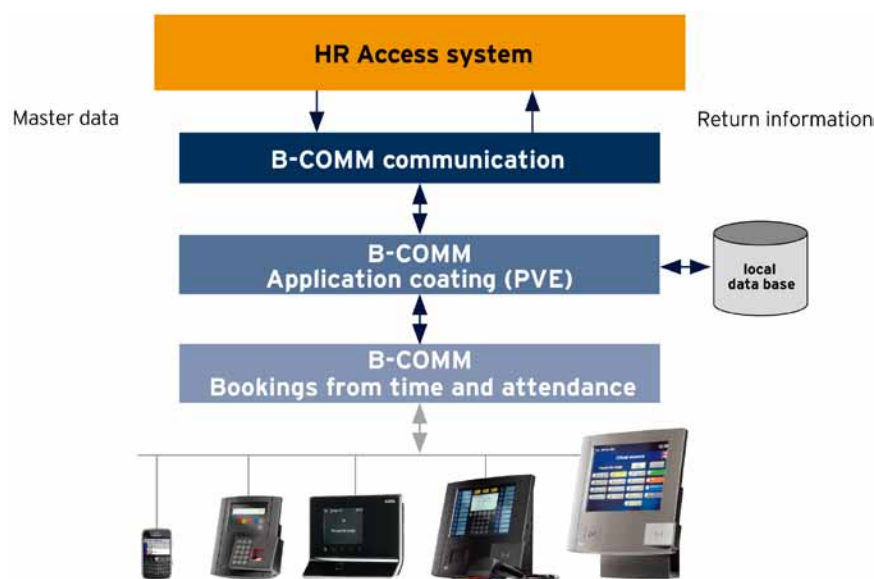 HR Access system
Master data
Return information
B-COMM communication
B-COMM
Application coating (PVE)
local
data base
B-COMM
Bookings from time and attendance